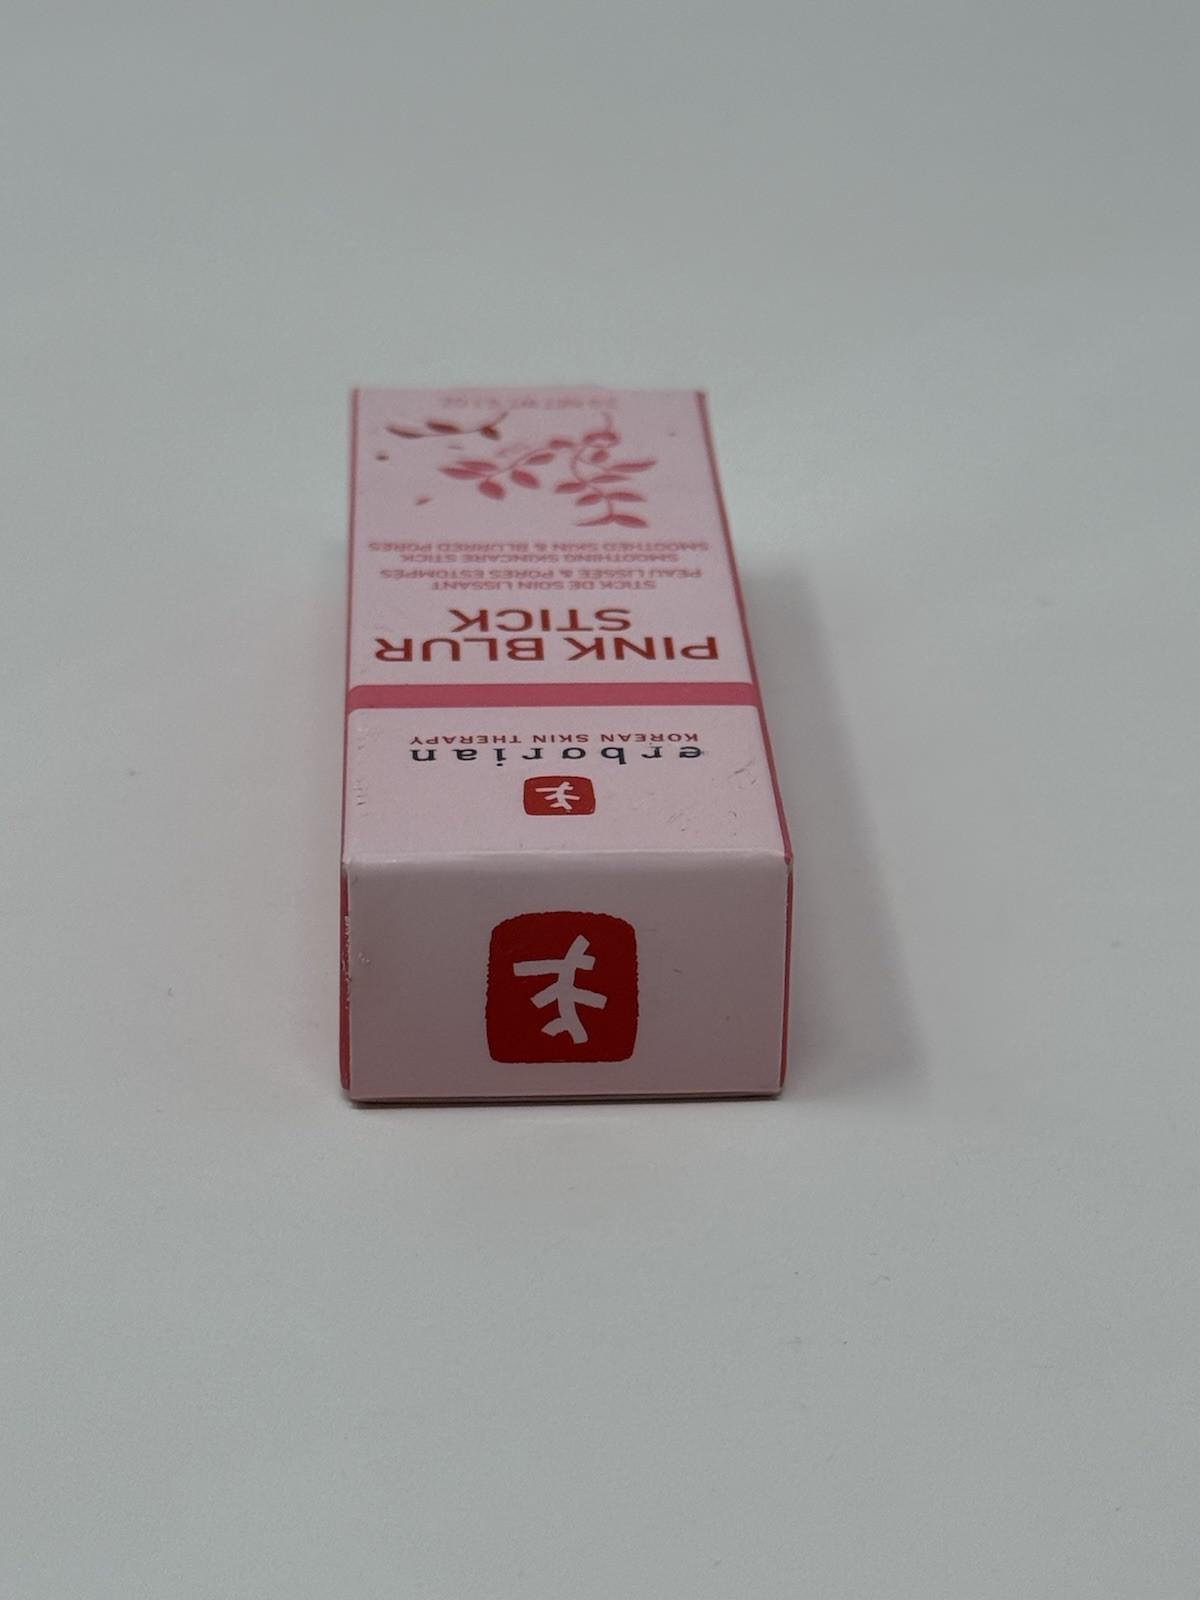 erborian
KOREAN SKIN THERAPY
PINK BLUR
STICK
STICK DE SOIN LISSANT
PEAU LISSÉE & PORES ESTOMPÉS
SMOOTHING SKINCARE STICK
SMOOTHED SKIN & BLURRED PORES